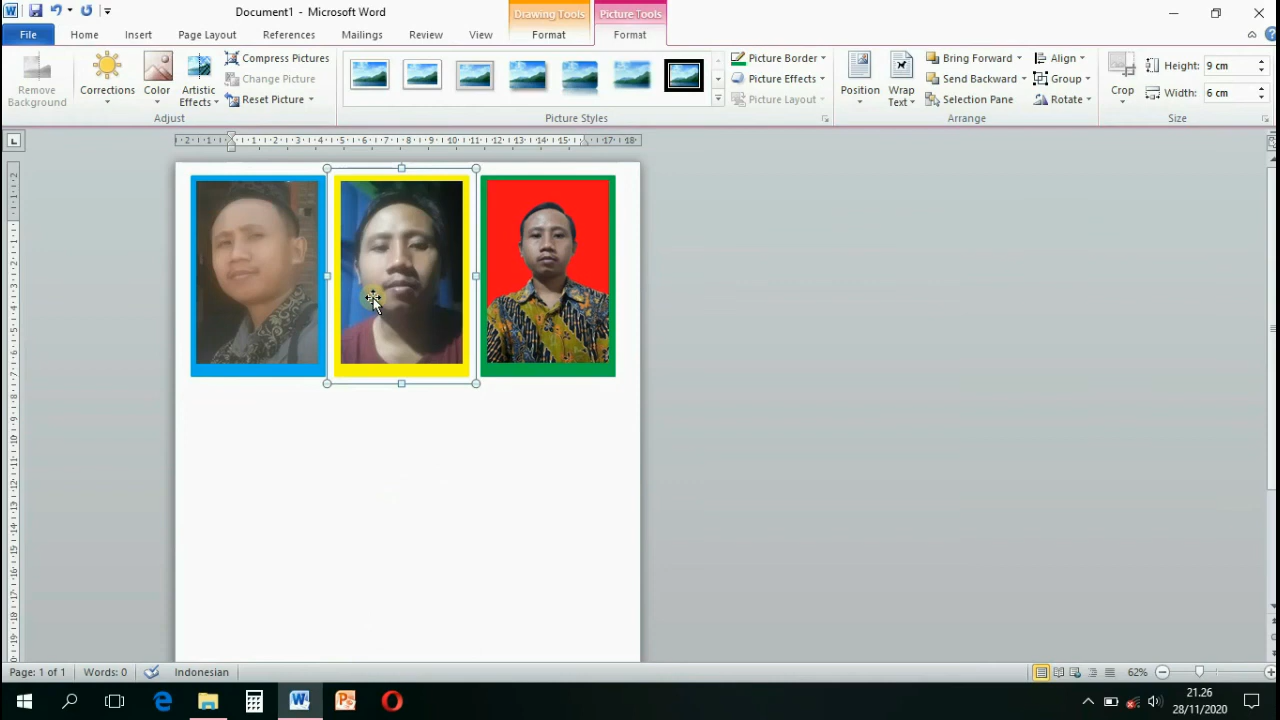 Document1 - Microsoft Word
Drawing Tools
Picture Tools
File
Home
Insert
Page Layout
References
Mailings
Review
View
Format
Format
Remove Background
Corrections
Color
Artistic Effects
Compress Pictures
Change Picture
Reset Picture
Adjust
Picture Border
Picture Effects
Picture Layout
Picture Styles
Position
Wrap Text
Bring Forward
Send Backward
Selection Pane
Align
Group
Rotate
Arrange
Crop
Height: 9 cm
Width: 6 cm
Size
Page: 1 of 1
Words: 0
Indonesian
62%
21.26
28/11/2020